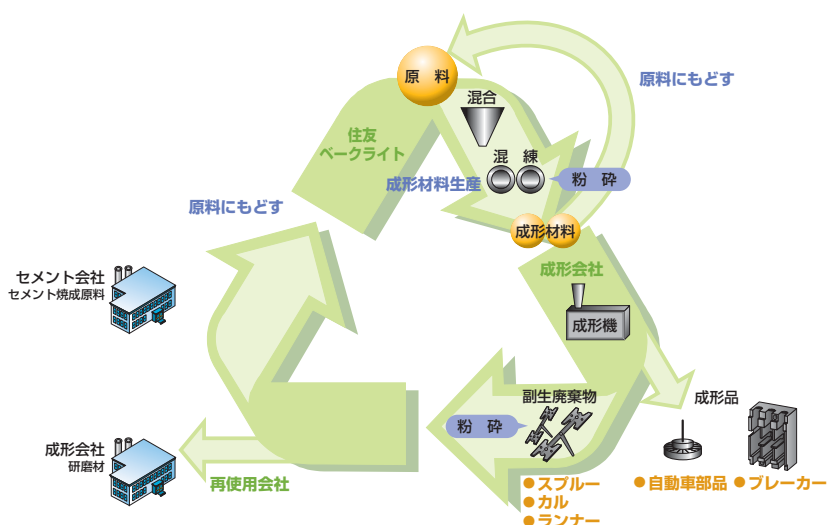 原 料
原料にもどす
混合
住友
ベークライト
混 練
成形材料生産
粉 砕
原料にもどす
成形材料
成形会社
セメント会社
セメント焼成原料
成形機
副生廃棄物
成形品
粉 砕
成形会社
研磨材
再使用会社
●スプルー
●カル
●ランナー
●自動車部品
●ブレーカー